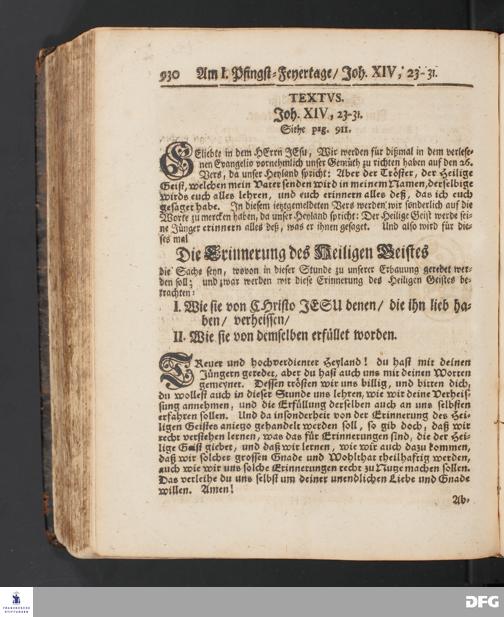 930 Am I. Pfingst-Feyertage/ Joh. XIV, 23-31.
TEXTVS.
Joh. XIV, 23-31.
Siehe pag. 911.
GEliebte in dem HErrn JEsu, Wir werden für dißmal in dem verlese-
nen Evangelio vornehmlich unser Gemüth zu richten haben auf den 26.
Vers, da unser Heyland spricht: Aber der Tröster, der Heilige
Geist, welchen mein Vater senden wird in meinem Namen, derselbige
wirds euch alles lehren, und euch erinnern alles deß, das ich euch
gesaget habe. In diesem ietztgemeldeten Vers werden wir sonderlich auf die
Worte zu mercken haben, da unser Heyland spricht: Der Heilige Geist werde sei-
ne Jünger erinnern alles deß, was er ihnen gesaget. Und also wird für die-
ses mal
Die Erinnerung des Heiligen Geistes
die Sache seyn, wovon in dieser Stunde zu unserer Erbauung geredet wer-
den soll; und zwar werden wir diese Erinnerung des Heiligen Geistes be-
trachten:
I. Wie sie von CHristo JESU denen/ die ihn lieb ha-
ben/ verheissen/
II. Wie sie von demselben erfüllet worden.
TReuer und hochverdienter Heyland! du hast mit deinen
Jüngern geredet, aber du hast auch uns mit deinen Worten
gemeynet. Dessen trösten wir uns billig, und bitten dich,
du wollest auch in dieser Stunde uns lehren, wie wir deine Verheis-
sung annehmen, und die Erfüllung derselben auch an uns selbsten
erfahren sollen. Und da insonderheit von der Erinnerung des Hei-
ligen Geistes anietzo gehandelt werden soll, so gib doch, daß wir
recht verstehen lernen, was das für Erinnerungen sind, die der Hei-
lige Geist giebet, und daß wir lernen, wie wir auch dazu kommen,
daß wir solcher grossen Gnade und Wohlthat theilhaftig werden,
auch wie wir uns solche Erinnerungen recht zu Nutze machen sollen.
Das verleihe du uns selbst um deiner unendlichen Liebe und Gnade
willen. Amen!
Ab-
FRANCKESCHE
STIFTUNGEN
DFG